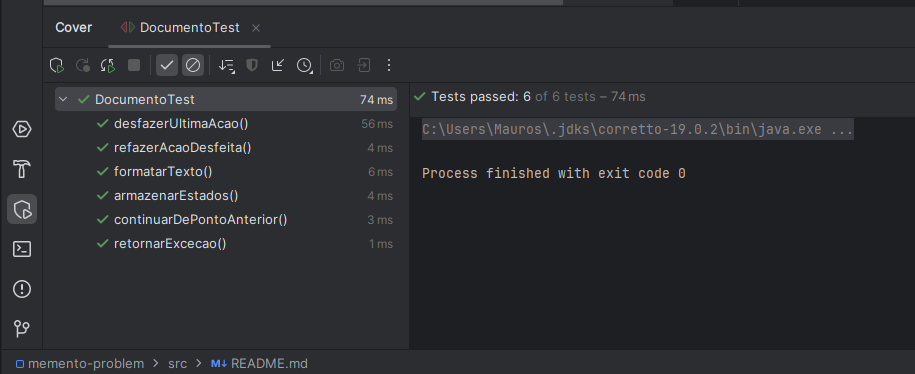 Cover DocumentoTest
DocumentoTest 74 ms
desfazerUltimaAcao() 56 ms
refazerAcaoDesfeita() 4 ms
formatarTexto() 6 ms
armazenarEstados() 4 ms
continuarDePontoAnterior() 3 ms
retornarExcecao() 1 ms
Tests passed: 6 of 6 tests – 74 ms
C:\Users\Mauros\.jdks\corretto-19.0.2\bin\java.exe ...
Process finished with exit code 0
memento-problem > src > M↓ README.md